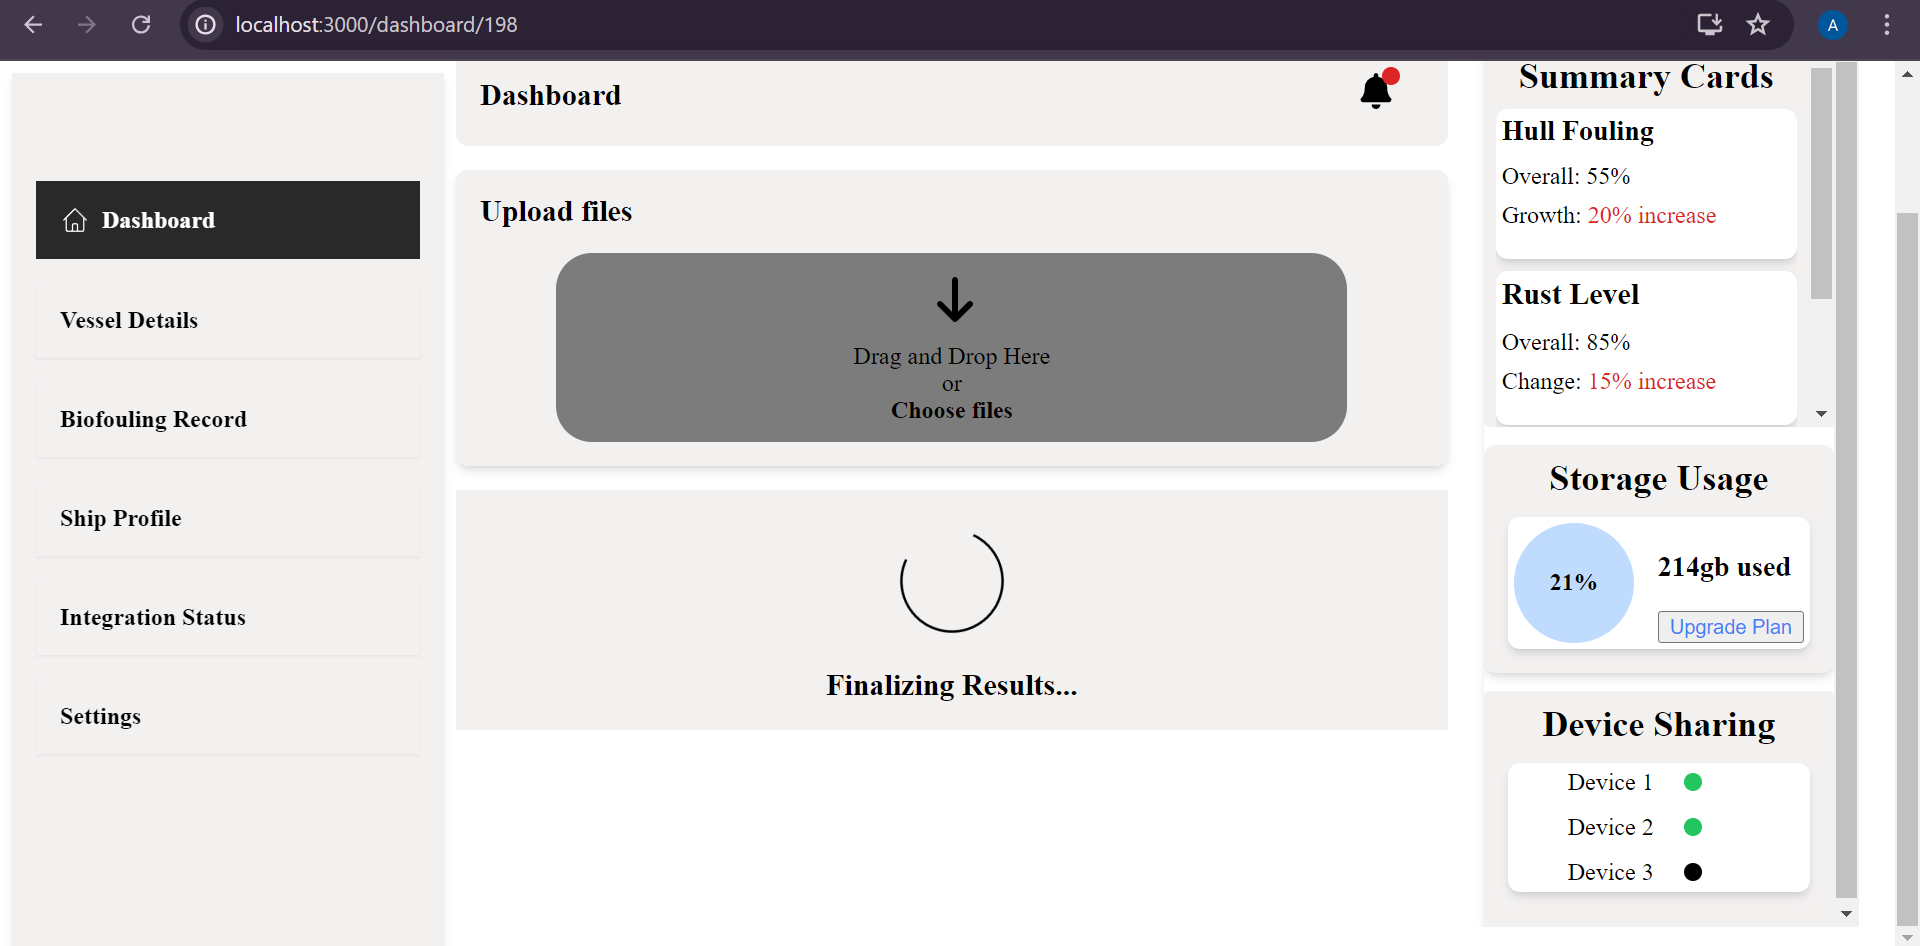 localhost:3000/dashboard/198
A
Dashboard
Vessel Details
Biofouling Record
Ship Profile
Integration Status
Settings
Dashboard
Upload files
Drag and Drop Here
or
Choose files
Finalizing Results...
Summary Cards
Hull Fouling
Overall: 55%
Growth: 20% increase
Rust Level
Overall: 85%
Change: 15% increase
Storage Usage
21%
214gb used
Upgrade Plan
Device Sharing
Device 1
Device 2
Device 3